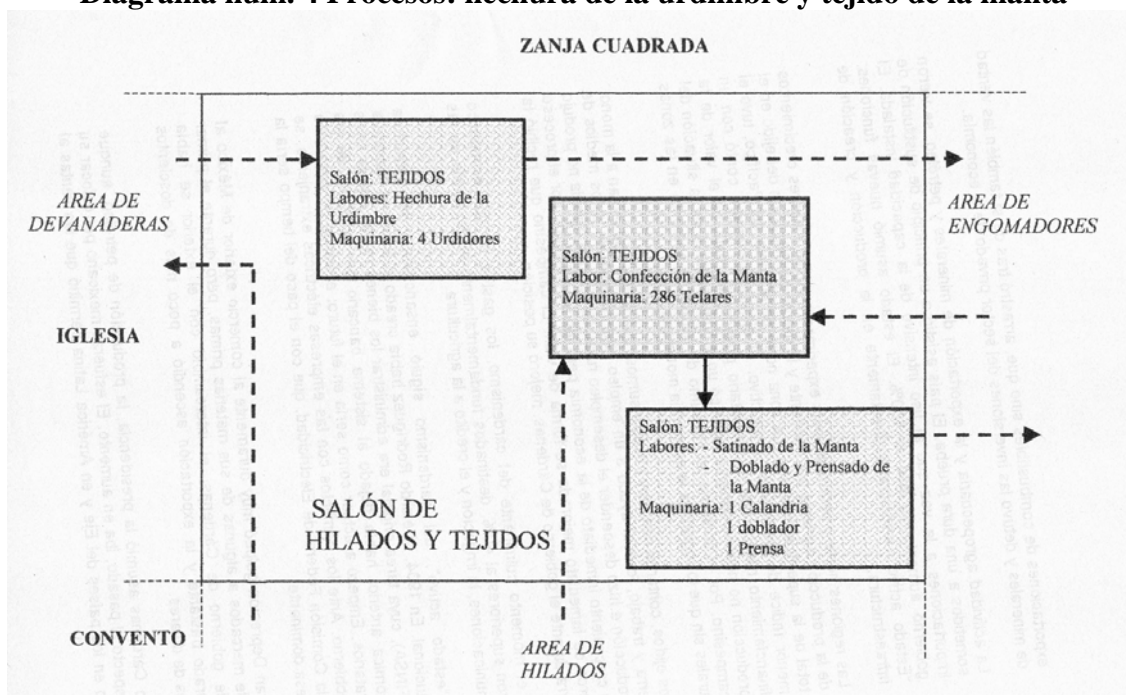 Diagrama núm. 4 Procesos: hechura de la urdimbre y tejido de la manta
ZANJA CUADRADA
Salón: TEJIDOS
Labores: Hechura de la
Urdimbre
Maquinaria: 4 Urdidores
AREA DE
DEVANADERAS
AREA DE
ENGOMADORES
Salón: TEJIDOS
Labor: Confección de la Manta
Maquinaria: 286 Telares
IGLESIA
Salón: TEJIDOS
Labores: - Satinado de la Manta
- Doblado y Prensado de
la Manta
Maquinaria: 1 Calandria
1 doblador
1 Prensa
SALÓN DE
HILADOS Y TEJIDOS
CONVENTO
AREA DE
HILADOS